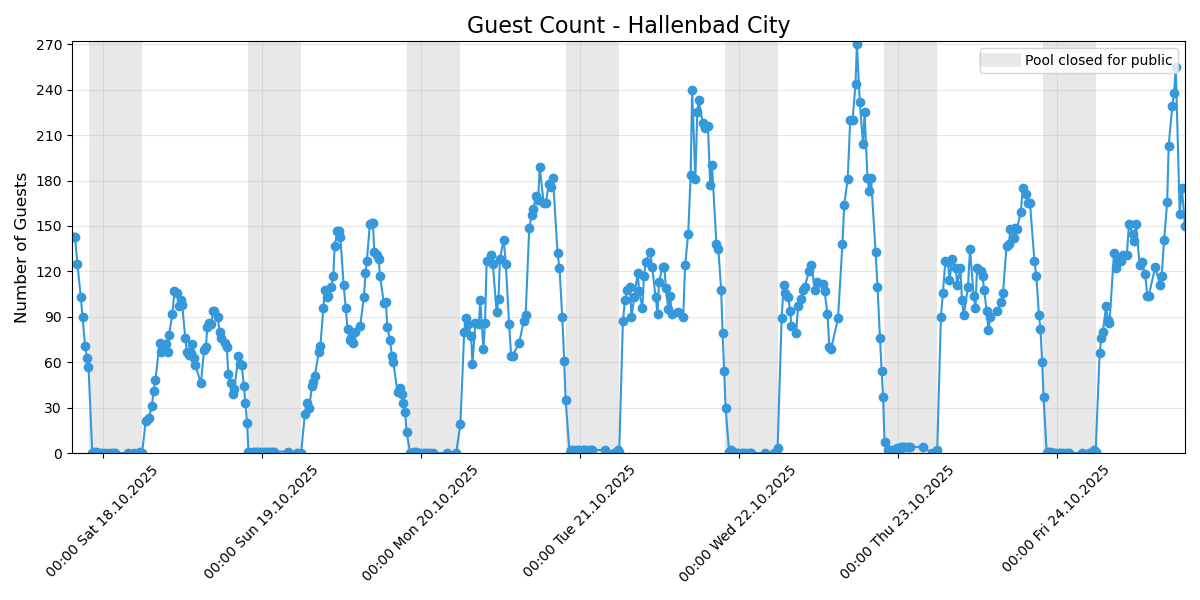 Guest Count - Hallenbad City
Pool closed for public
Number of Guests
270
240
210
180
150
120
90
60
30
0
00:00 Sat 18.10.2025
00:00 Sun 19.10.2025
00:00 Mon 20.10.2025
00:00 Tue 21.10.2025
00:00 Wed 22.10.2025
00:00 Thu 23.10.2025
00:00 Fri 24.10.2025